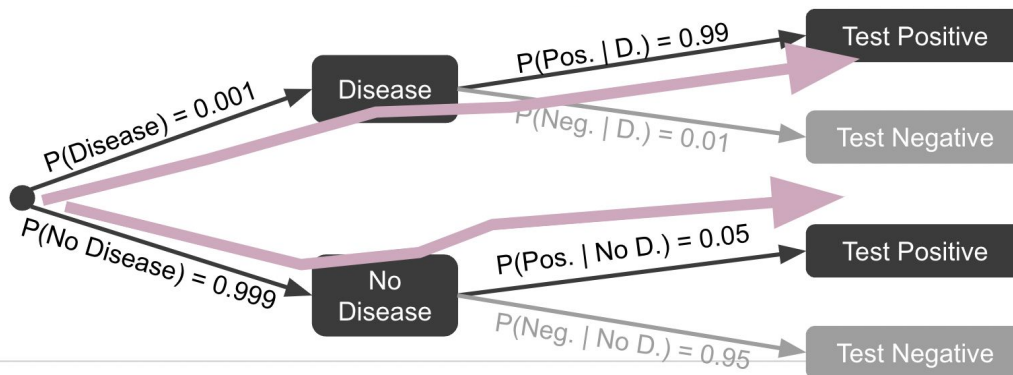 P(Disease) = 0.001
Disease
P(Pos. | D.) = 0.99
Test Positive
P(Neg. | D.) = 0.01
Test Negative
P(No Disease) = 0.999
No
Disease
P(Pos. | No D.) = 0.05
Test Positive
P(Neg. | No D.) = 0.95
Test Negative